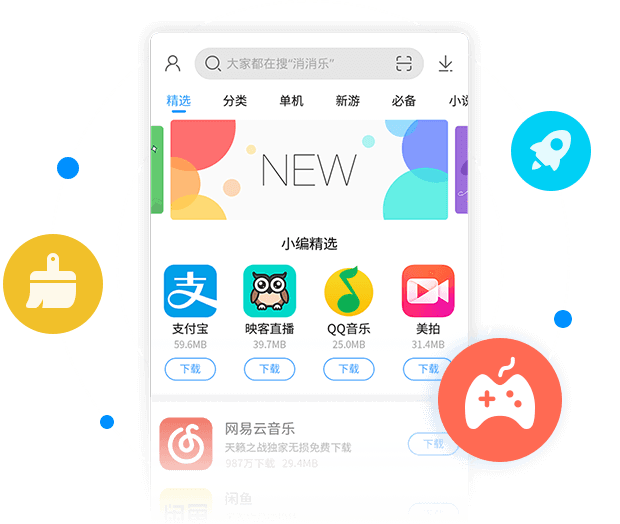 大家都在搜“消消乐”
精选 分类 单机 新游 必备 小说
NEW
小编精选
支付宝 映客直播 QQ音乐 美拍
59.6MB 39.7MB 25.0MB 31.4MB
下载 下载 下载 下载
网易云音乐
天籁之战独家无损免费下载
987万下载 29.4MB
下载
闲鱼